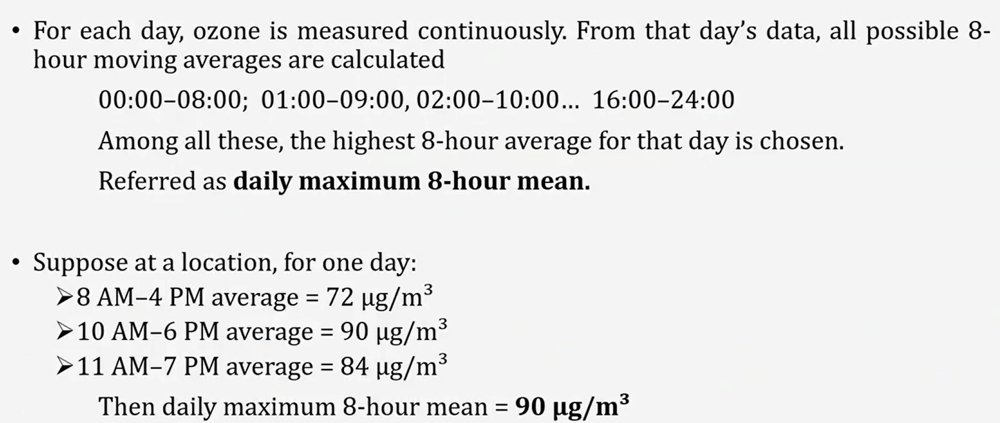 • For each day, ozone is measured continuously. From that day’s data, all possible 8-
hour moving averages are calculated
00:00–08:00; 01:00–09:00, 02:00–10:00... 16:00–24:00
Among all these, the highest 8-hour average for that day is chosen.
Referred as daily maximum 8-hour mean.
• Suppose at a location, for one day:
➢8 AM–4 PM average = 72 μg/m³
➢10 AM–6 PM average = 90 μg/m³
➢11 AM–7 PM average = 84 μg/m³
Then daily maximum 8-hour mean = 90 μg/m³